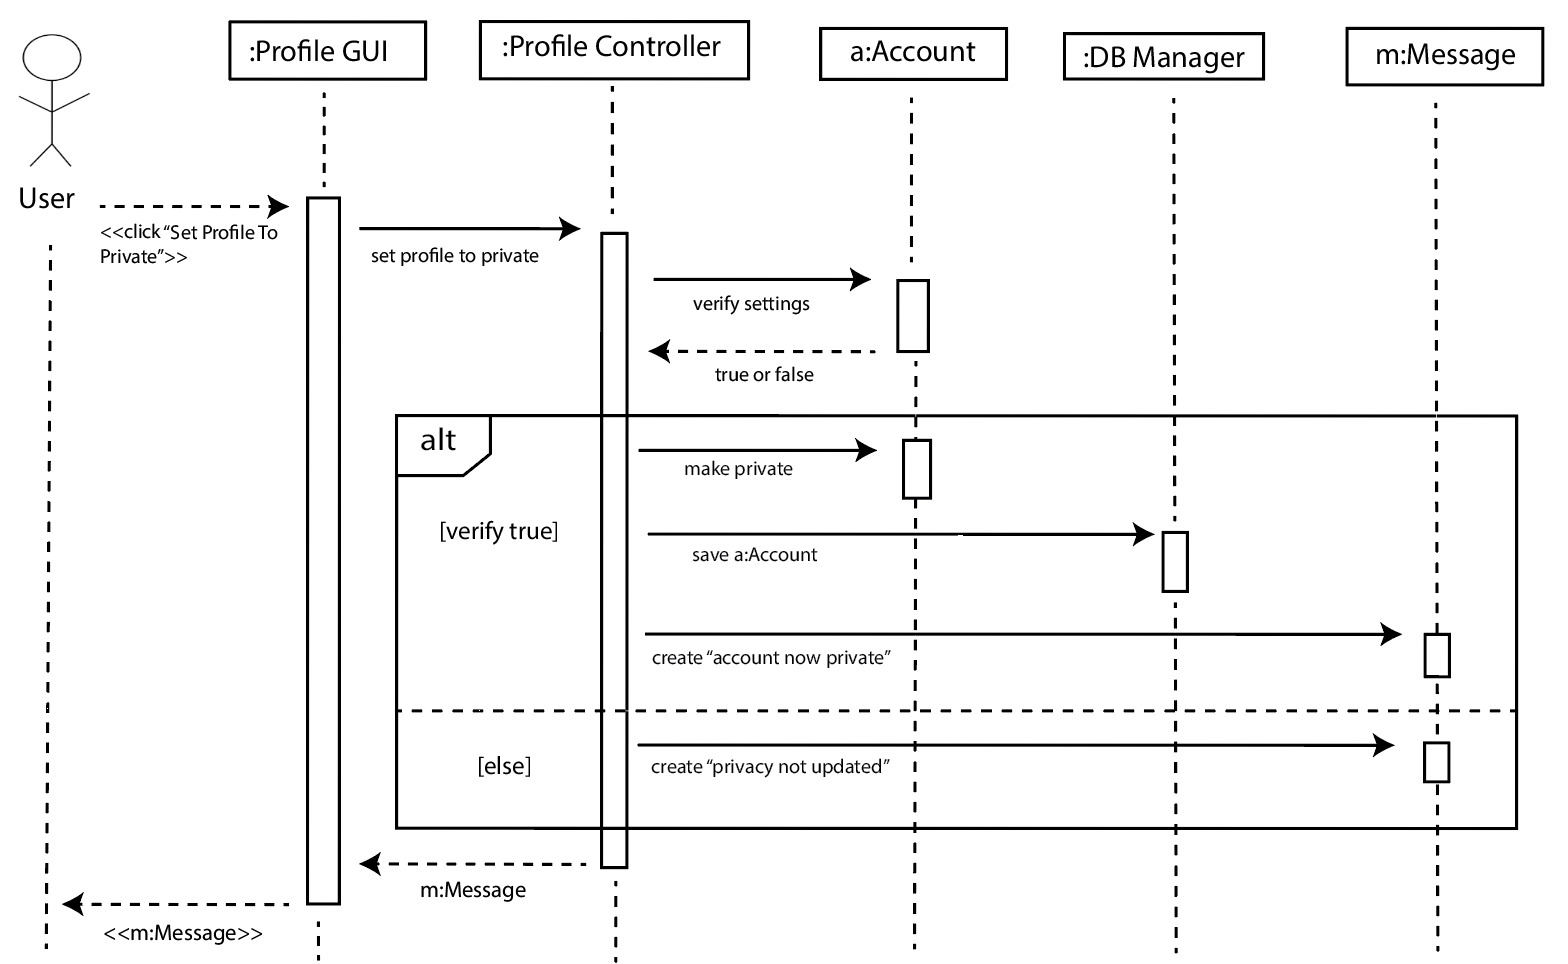 :Profile GUI
:Profile Controller
a:Account
:DB Manager
m:Message
User
<<click “Set Profile To
Private”>>
set profile to private
verify settings
true or false
alt
make private
[verify true]
save a:Account
create “account now private”
[else]
create “privacy not updated”
m:Message
<<m:Message>>